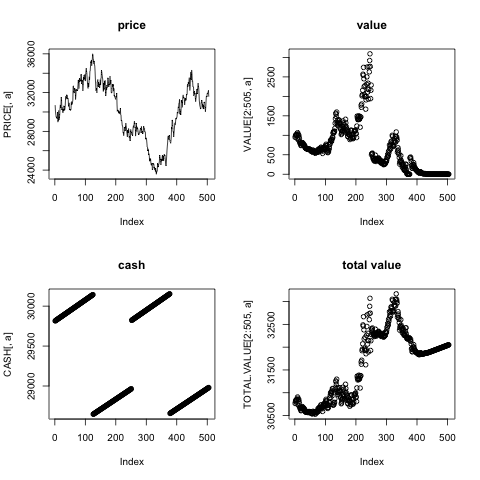 price
PRICE[, a]
24000 28000 32000 36000
0 100 200 300 400 500
Index
value
VALUE[2:505, a]
0 500 1500 2500
0 100 200 300 400 500
Index
cash
CASH[, a]
29000 29500 30000
0 100 200 300 400 500
Index
total value
TOTAL.VALUE[2:505, a]
30500 31500 32500
0 100 200 300 400 500
Index